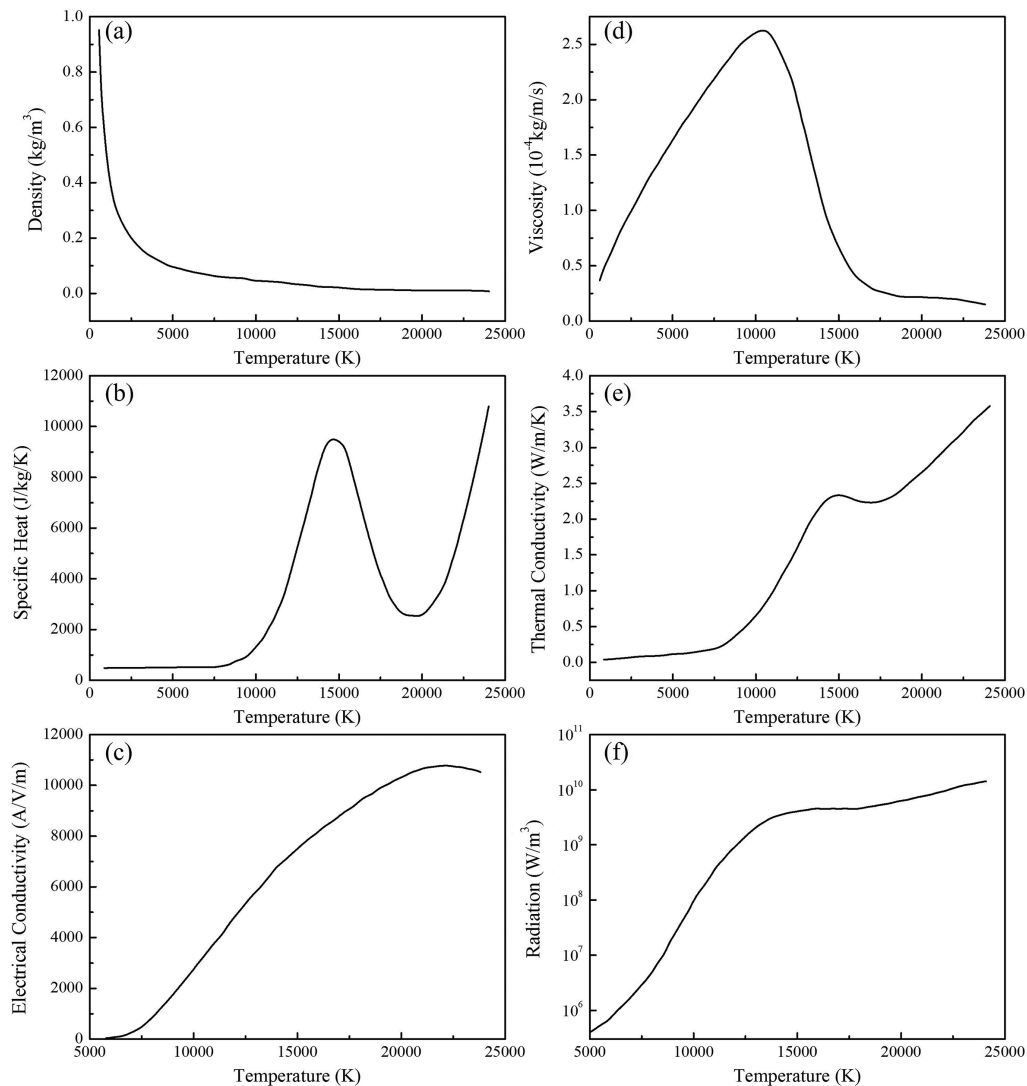 (a)
1.0
0.8
0.6
0.4
0.2
0.0
Density (kg/m³)
0 5000 10000 15000 20000 25000
Temperature (K)
(d)
2.5
2.0
1.5
1.0
0.5
0.0
Viscosity (10⁻⁴kg/m/s)
0 5000 10000 15000 20000 25000
Temperature (K)
(b)
12000
10000
8000
6000
4000
2000
0
Specific Heat (J/kg/K)
0 5000 10000 15000 20000 25000
Temperature (K)
(e)
4.0
3.5
3.0
2.5
2.0
1.5
1.0
0.5
0.0
Thermal Conductivity (W/m/K)
0 5000 10000 15000 20000 25000
Temperature (K)
(c)
12000
10000
8000
6000
4000
2000
0
Electrical Conductivity (A/V/m)
5000 10000 15000 20000 25000
Temperature (K)
(f)
10¹¹
10¹⁰
10⁹
10⁸
10⁷
10⁶
Radiation (W/m³)
5000 10000 15000 20000 25000
Temperature (K)